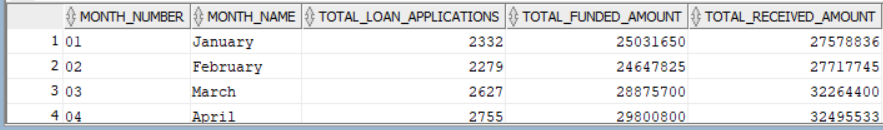 MONTH_NUMBER MONTH_NAME TOTAL_LOAN_APPLICATIONS TOTAL_FUNDED_AMOUNT TOTAL_RECEIVED_AMOUNT
1 01 January 2332 25031650 27578836
2 02 February 2279 24647825 27717745
3 03 March 2627 28875700 32264400
4 04 April 2755 29800800 32495533